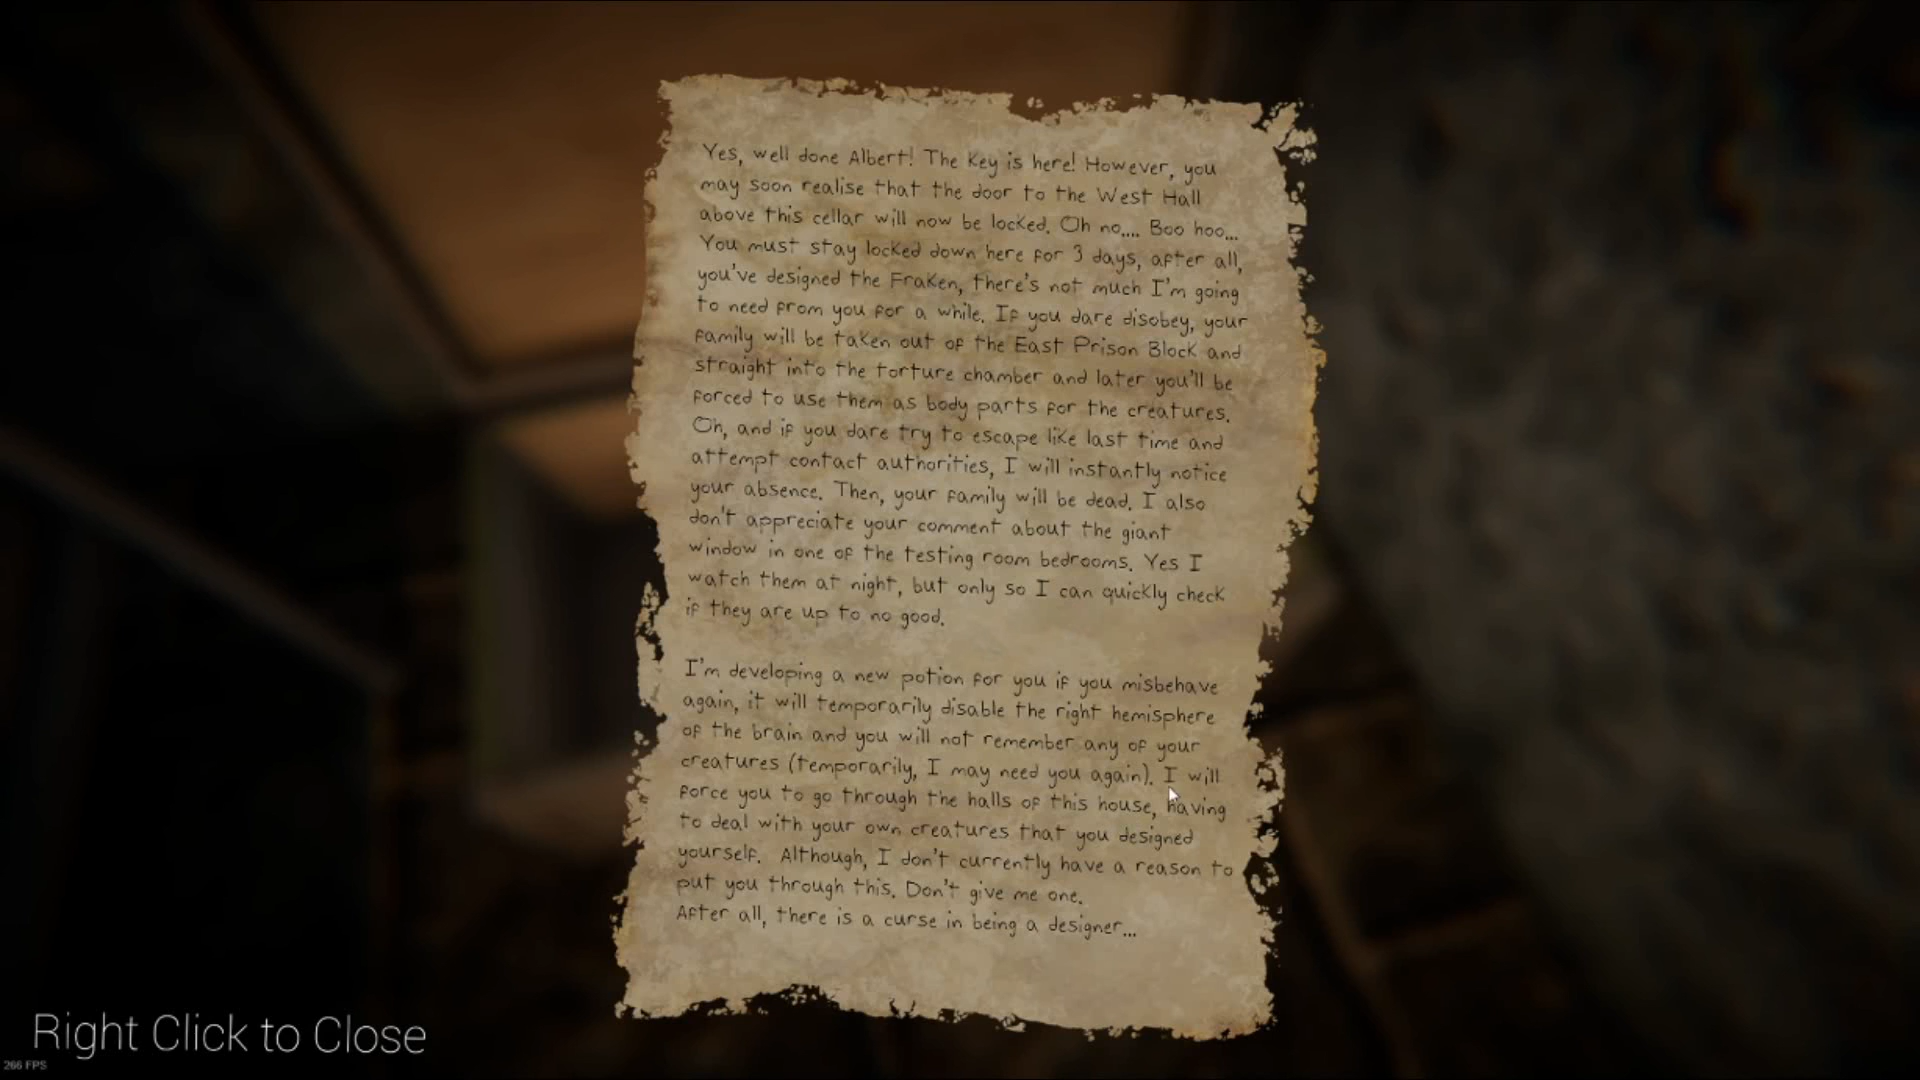 Yes, well done Albert! The Key is here! However, you
may soon realise that the door to the West Hall
above this cellar will now be locked. Oh no.... Boo hoo...
You must stay locked down here for 3 days, after all,
you've designed the Fraken, there's not much I'm going
to need from you for a while. If you dare disobey, your
family will be taken out of the East Prison Block and
straight into the torture chamber and later you'll be
forced to use them as body parts for the creatures.
Oh, and if you dare try to escape like last time and
attempt contact authorities, I will instantly notice
your absence. Then, your family will be dead. I also
don't appreciate your comment about the giant
window in one of the testing room bedrooms. Yes I
watch them at night, but only so I can quickly check
if they are up to no good.
I'm developing a new potion for you if you misbehave
again, it will temporarily disable the right hemisphere
of the brain and you will not remember any of your
creatures (temporarily, I may need you again). I will
force you to go through the halls of this house, having
to deal with your own creatures that you designed
yourself. Although, I don't currently have a reason to
put you through this. Don't give me one.
After all, there is a curse in being a designer...
Right Click to Close
266 FPS